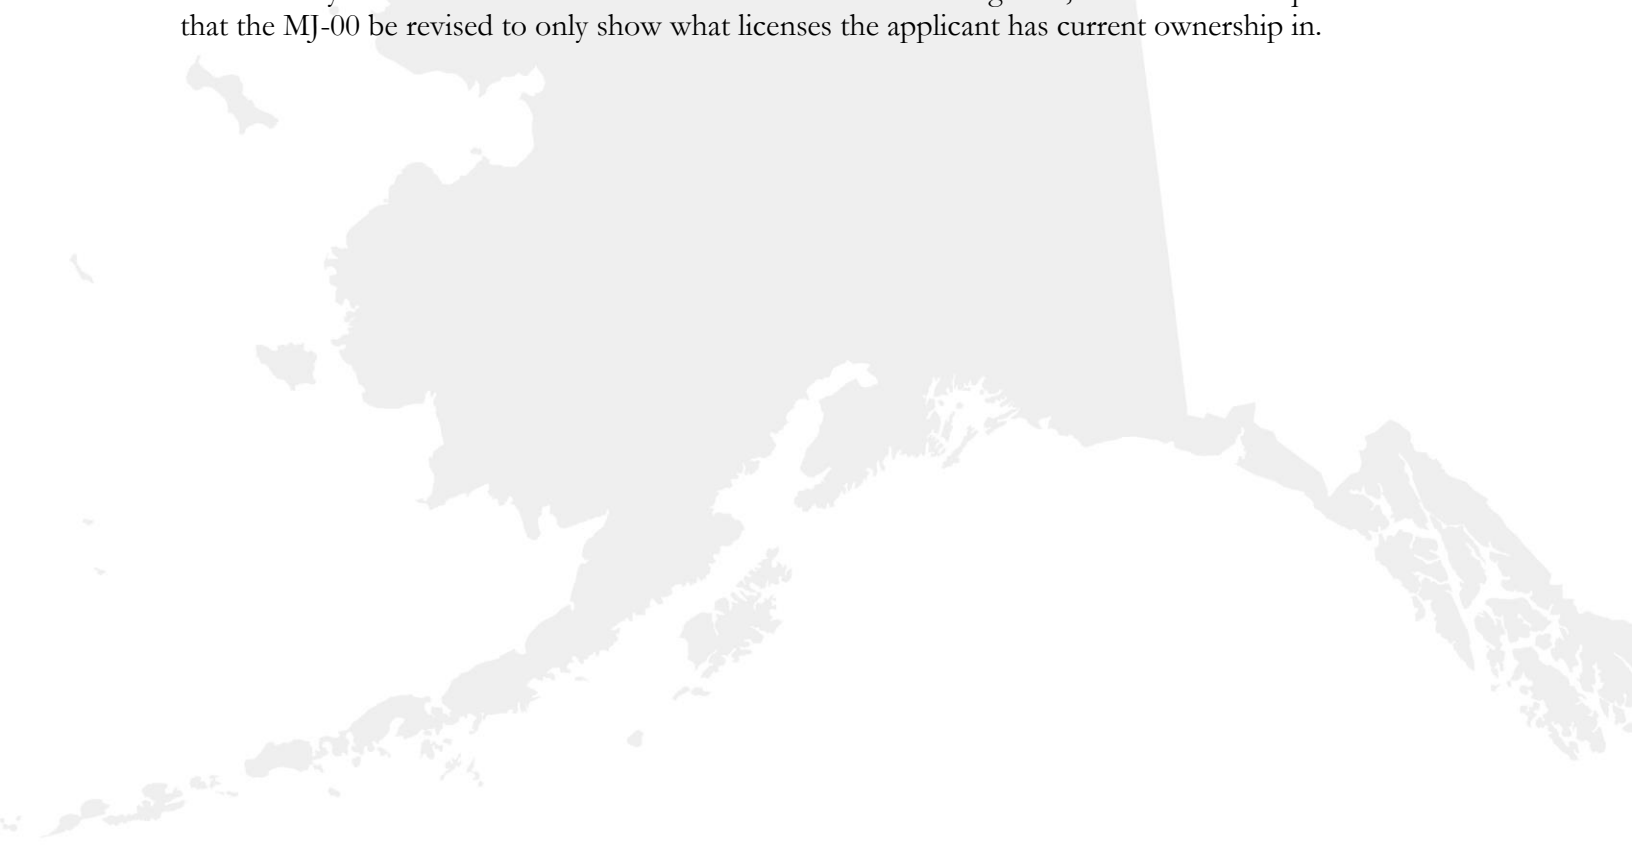 that the MJ-00 be revised to only show what licenses the applicant has current ownership in.